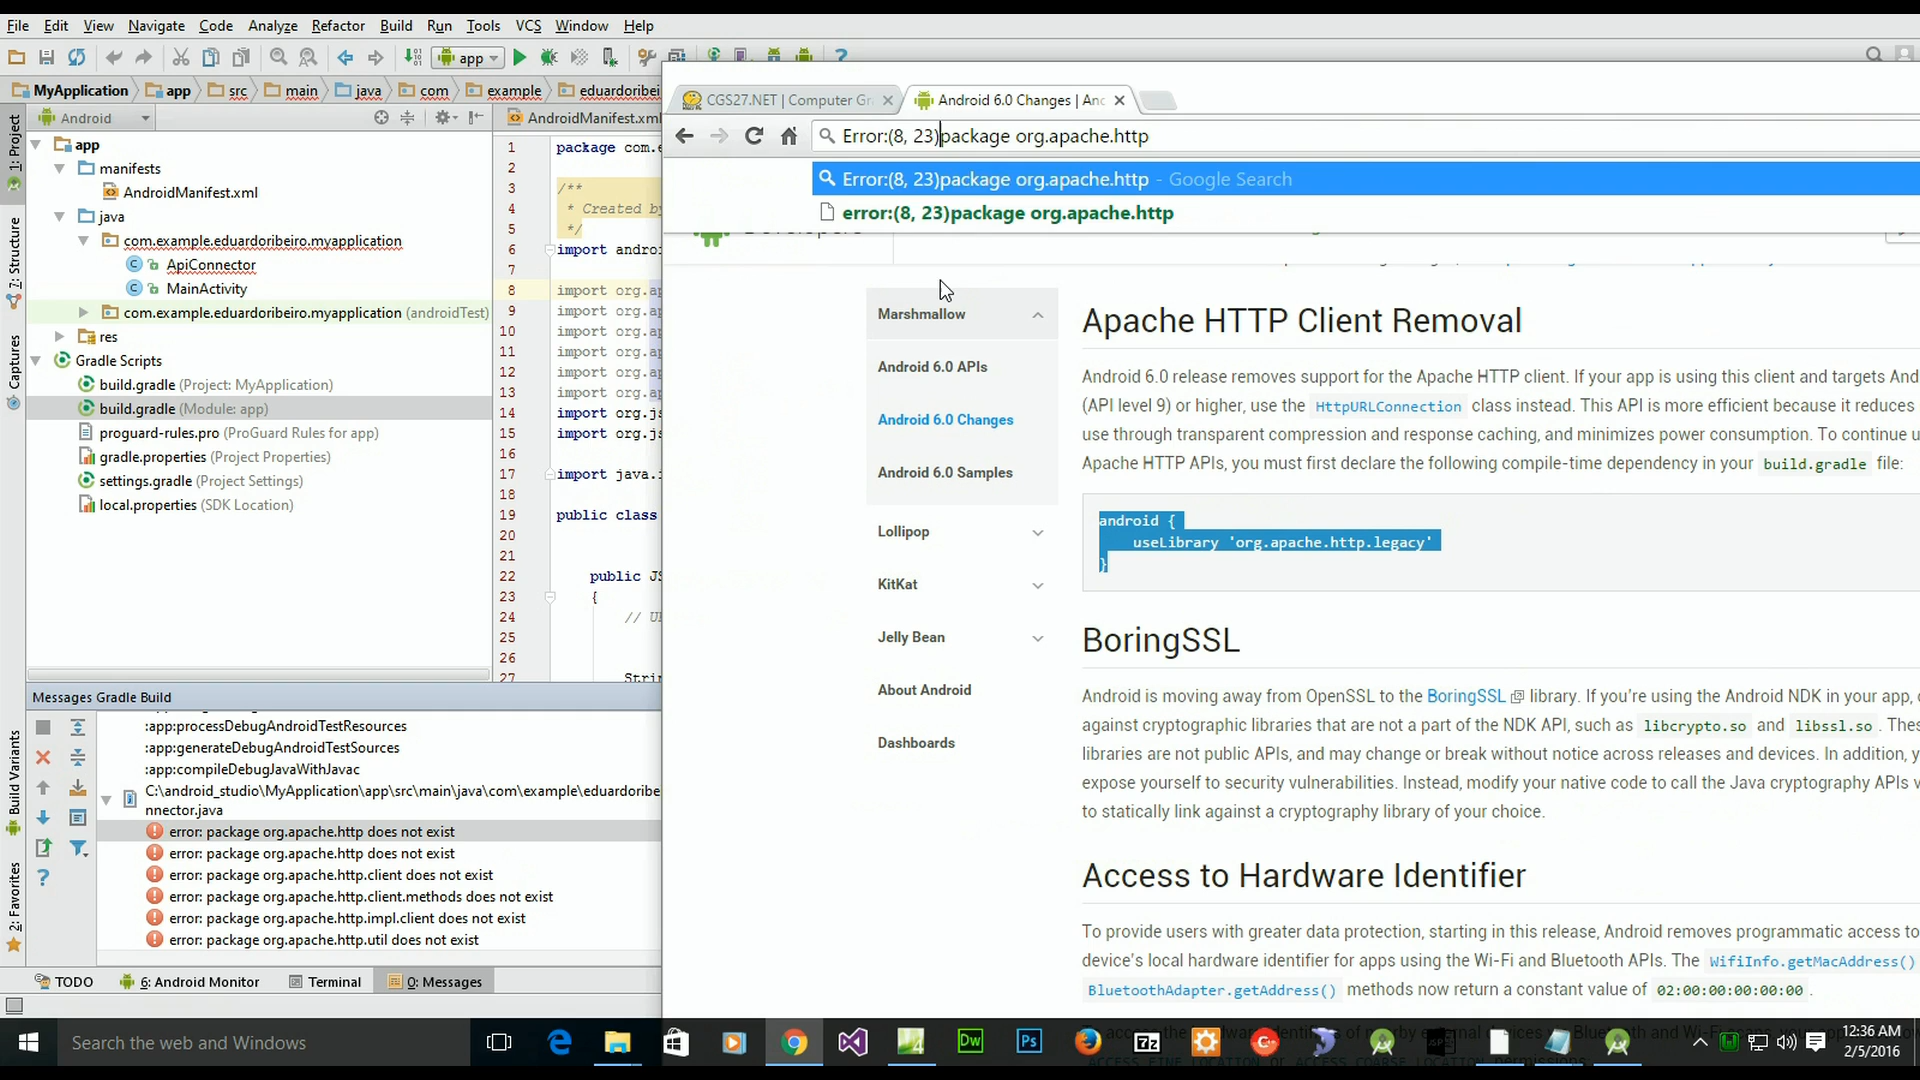 File Edit View Navigate Code Analyze Refactor Build Run Tools VCS Window Help
app
MyApplication app src main java com example eduardoribei
Android
AndroidManifest.xml
1: Project
7: Structure
Captures
Build Variants
2: Favorites
app
manifests
AndroidManifest.xml
java
com.example.eduardoribeiro.myapplication
ApiConnector
MainActivity
com.example.eduardoribeiro.myapplication (androidTest)
res
Gradle Scripts
build.gradle (Project: MyApplication)
build.gradle (Module: app)
proguard-rules.pro (ProGuard Rules for app)
gradle.properties (Project Properties)
settings.gradle (Project Settings)
local.properties (SDK Location)
1 package com.e
2
3 /**
4 * Created by
5 */
6 import androi
7
8 import org.ap
9 import org.ap
10 import org.ap
11 import org.ap
12 import org.ap
13 import org.ap
14 import org.js
15 import org.js
16
17 import java.i
18
19 public class
20
21
22 public JS
23 {
24 // U
25
26
27 Strin
Messages Gradle Build
:app:processDebugAndroidTestResources
:app:generateDebugAndroidTestSources
:app:compileDebugJavaWithJavac
C:\android_studio\MyApplication\app\src\main\java\com\example\eduardoribe
nnector.java
error: package org.apache.http does not exist
error: package org.apache.http does not exist
error: package org.apache.http.client does not exist
error: package org.apache.http.client.methods does not exist
error: package org.apache.http.impl.client does not exist
error: package org.apache.http.util does not exist
TODO 6: Android Monitor Terminal 0: Messages
CGS27.NET | Computer Gr
Android 6.0 Changes | Anc
Error:(8, 23)package org.apache.http
Error:(8, 23)package org.apache.http - Google Search
error:(8, 23)package org.apache.http
Marshmallow
Android 6.0 APIs
Android 6.0 Changes
Android 6.0 Samples
Lollipop
KitKat
Jelly Bean
About Android
Dashboards
Apache HTTP Client Removal
Android 6.0 release removes support for the Apache HTTP client. If your app is using this client and targets And
(API level 9) or higher, use the HttpURLConnection class instead. This API is more efficient because it reduces
use through transparent compression and response caching, and minimizes power consumption. To continue u
Apache HTTP APIs, you must first declare the following compile-time dependency in your build.gradle file:
android {
useLibrary 'org.apache.http.legacy'
}
BoringSSL
Android is moving away from OpenSSL to the BoringSSL library. If you're using the Android NDK in your app,
against cryptographic libraries that are not a part of the NDK API, such as libcrypto.so and libssl.so. Thes
libraries are not public APIs, and may change or break without notice across releases and devices. In addition, y
expose yourself to security vulnerabilities. Instead, modify your native code to call the Java cryptography APIs v
to statically link against a cryptography library of your choice.
Access to Hardware Identifier
To provide users with greater data protection, starting in this release, Android removes programmatic access to
device's local hardware identifier for apps using the Wi-Fi and Bluetooth APIs. The WifiInfo.getMacAddress()
BluetoothAdapter.getAddress() methods now return a constant value of 02:00:00:00:00:00.
Search the web and Windows
Dw
Ps
7z
12:36 AM
2/5/2016